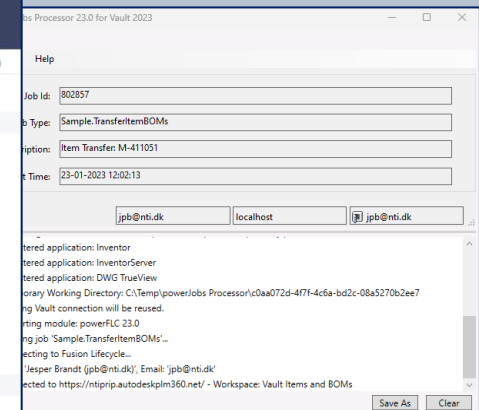 bs Processor 23.0 for Vault 2023
Help
Job Id: 802857
b Type: Sample.TransferItemBOMs
ription: Item Transfer: M-411051
t Time: 23-01-2023 12:02:13
jpb@nti.dk localhost jpb@nti.dk
tered application: Inventor
tered application: InventorServer
tered application: DWG TrueView
orary Working Directory: C:\Temp\powerJobs Processor\c0aa072d-4f7f-4c6a-bd2c-08a5270b2ee7
ng Vault connection will be reused.
rting module: powerFLC 23.0
ng job 'Sample.TransferItemBOMs'...
ecting to Fusion Lifecycle...
'Jesper Brandt (jpb@nti.dk)', Email: 'jpb@nti.dk'
ected to https://ntiprip.autodeskplm360.net/ - Workspace: Vault Items and BOMs
Save As Clear